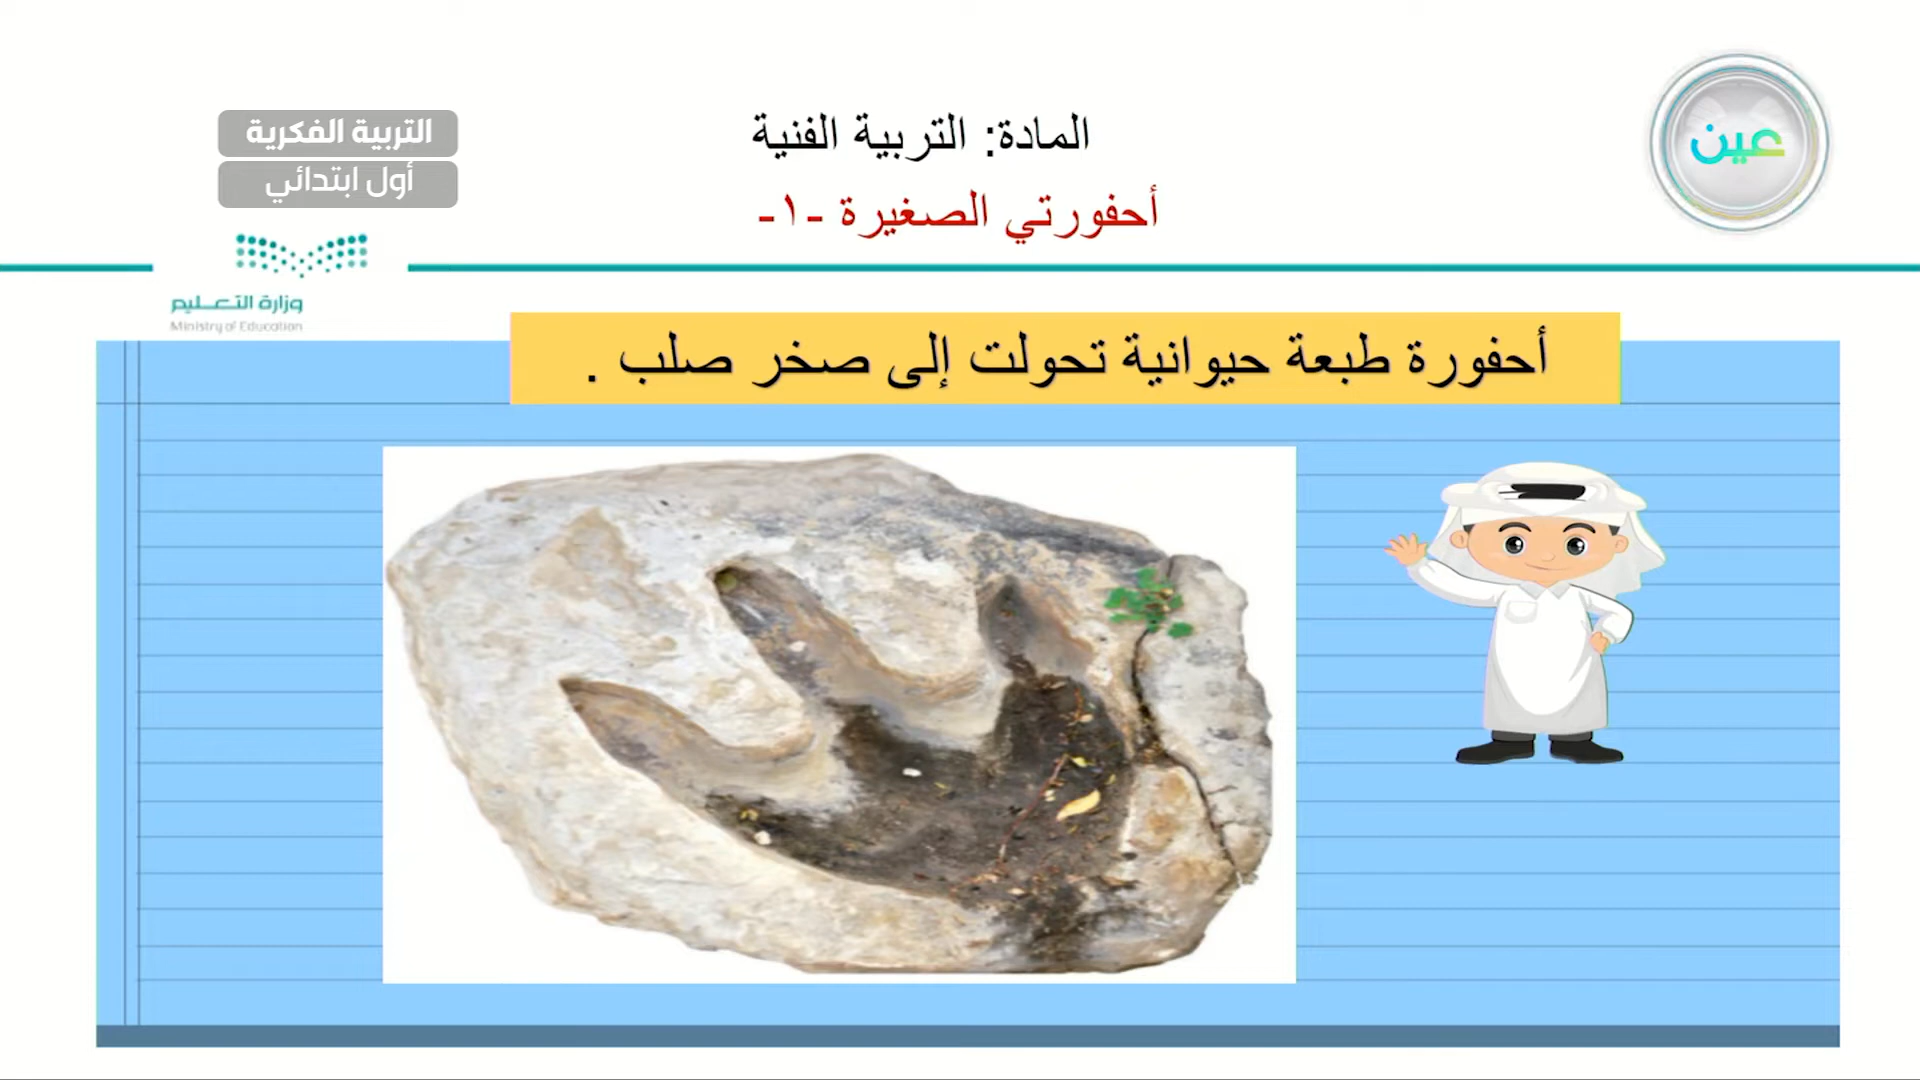 المادة: التربية الفنية
أحفورتي الصغيرة -١-
عين
التربية الفكرية
أول ابتدائي
وزارة التعليم
Ministry of Education
أحفورة طبعة حيوانية تحولت إلى صخر صلب .